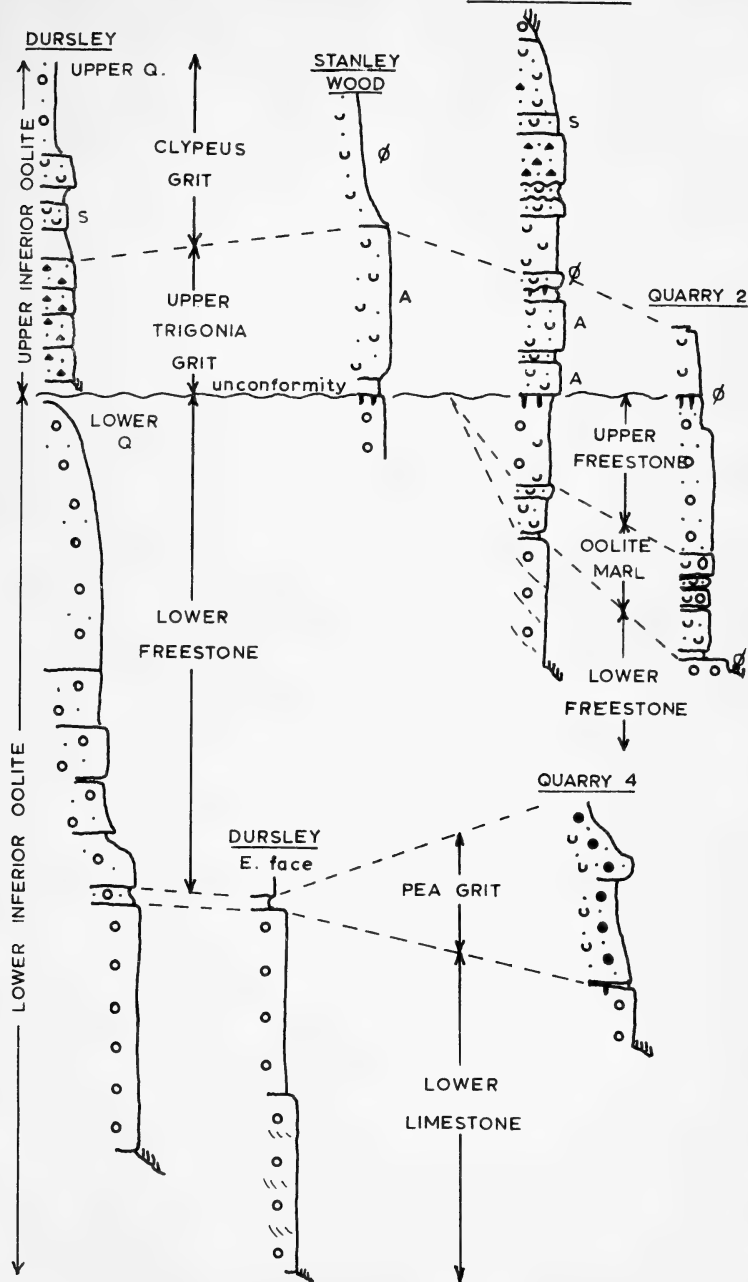 DURSLEY
UPPER Q.
STANLEY
WOOD
UPPER INFERIOR OOLITE
CLYPEUS
GRIT
Ø
S
S
UPPER
TRIGONIA
GRIT
A
Ø
A
A
QUARRY 2
unconformity
Ø
LOWER
Q
UPPER
FREESTONE
OOLITE
MARL
LOWER
FREESTONE
Ø
LOWER
FREESTONE
LOWER INFERIOR OOLITE
DURSLEY
E. face
QUARRY 4
PEA GRIT
LOWER
LIMESTONE